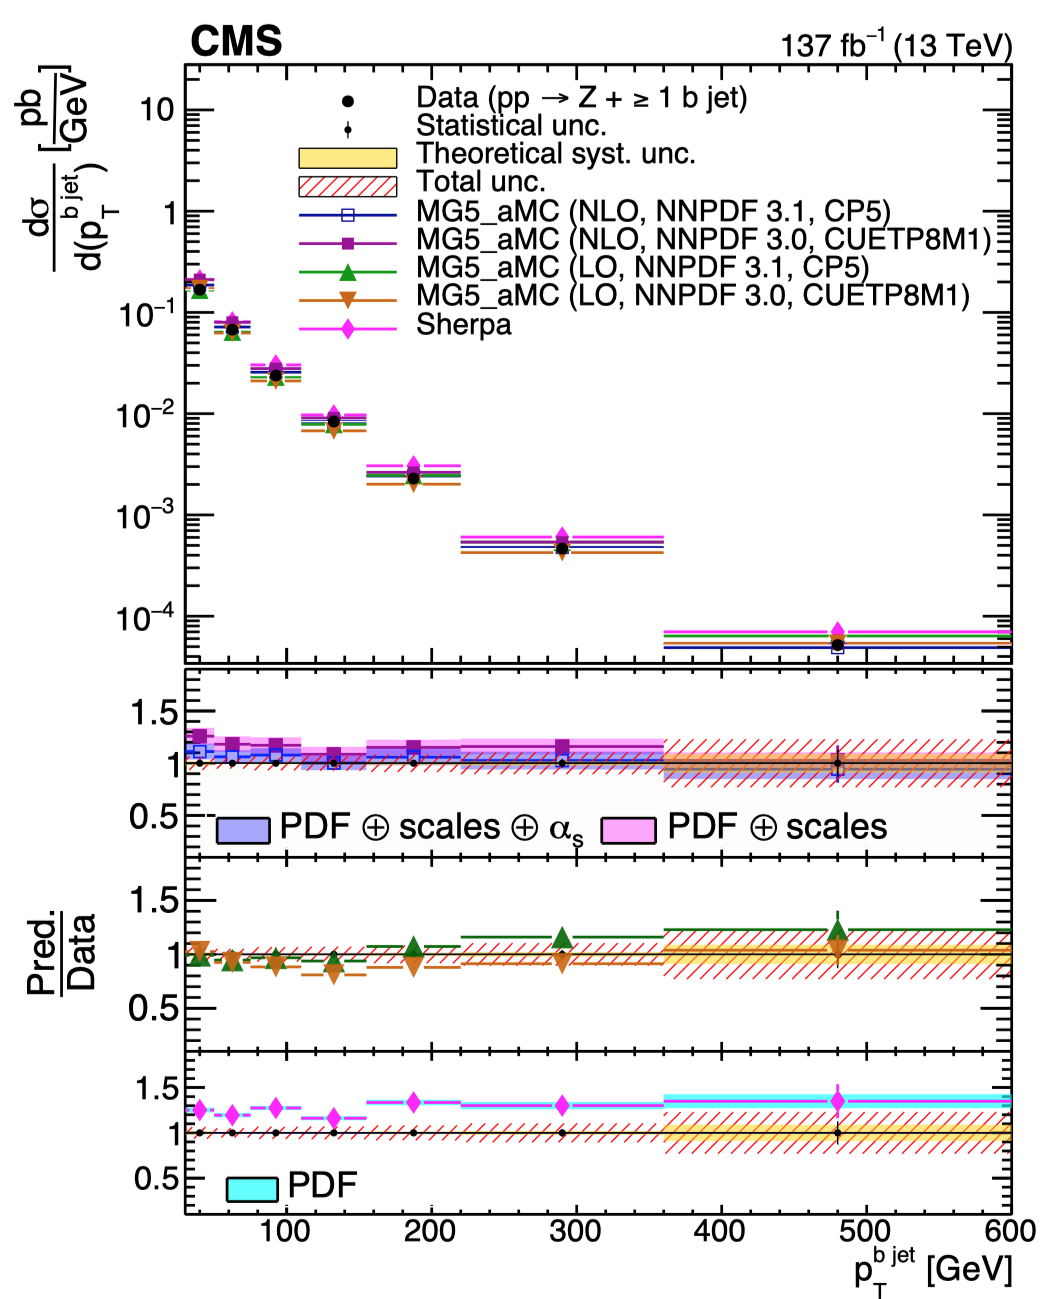 CMS
137 fb⁻¹ (13 TeV)
dσ / d(p_T^{b jet}) [pb / GeV]
Data (pp → Z + ≥ 1 b jet)
Statistical unc.
Theoretical syst. unc.
Total unc.
MG5_aMC (NLO, NNPDF 3.1, CP5)
MG5_aMC (NLO, NNPDF 3.0, CUETP8M1)
MG5_aMC (LO, NNPDF 3.1, CP5)
MG5_aMC (LO, NNPDF 3.0, CUETP8M1)
Sherpa
10
1
10⁻¹
10⁻²
10⁻³
10⁻⁴
1.5
1
0.5
PDF ⊕ scales ⊕ α_s
PDF ⊕ scales
Pred.
Data
1.5
1
0.5
1.5
1
0.5
PDF
100 200 300 400 500 600
p_T^{b jet} [GeV]